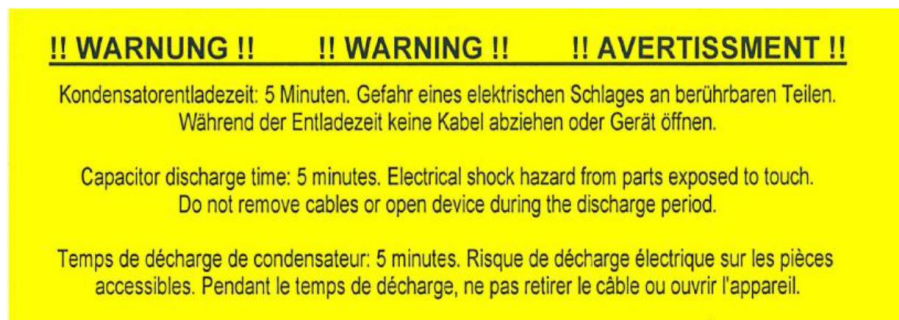 !! WARNUNG !! !! WARNING !! !! AVERTISSMENT !!
Kondensatorentladezeit: 5 Minuten. Gefahr eines elektrischen Schlages an berührbaren Teilen.
Während der Entladezeit keine Kabel abziehen oder Gerät öffnen.
Capacitor discharge time: 5 minutes. Electrical shock hazard from parts exposed to touch.
Do not remove cables or open device during the discharge period.
Temps de décharge de condensateur: 5 minutes. Risque de décharge électrique sur les pièces
accessibles. Pendant le temps de décharge, ne pas retirer le câble ou ouvrir l'appareil.